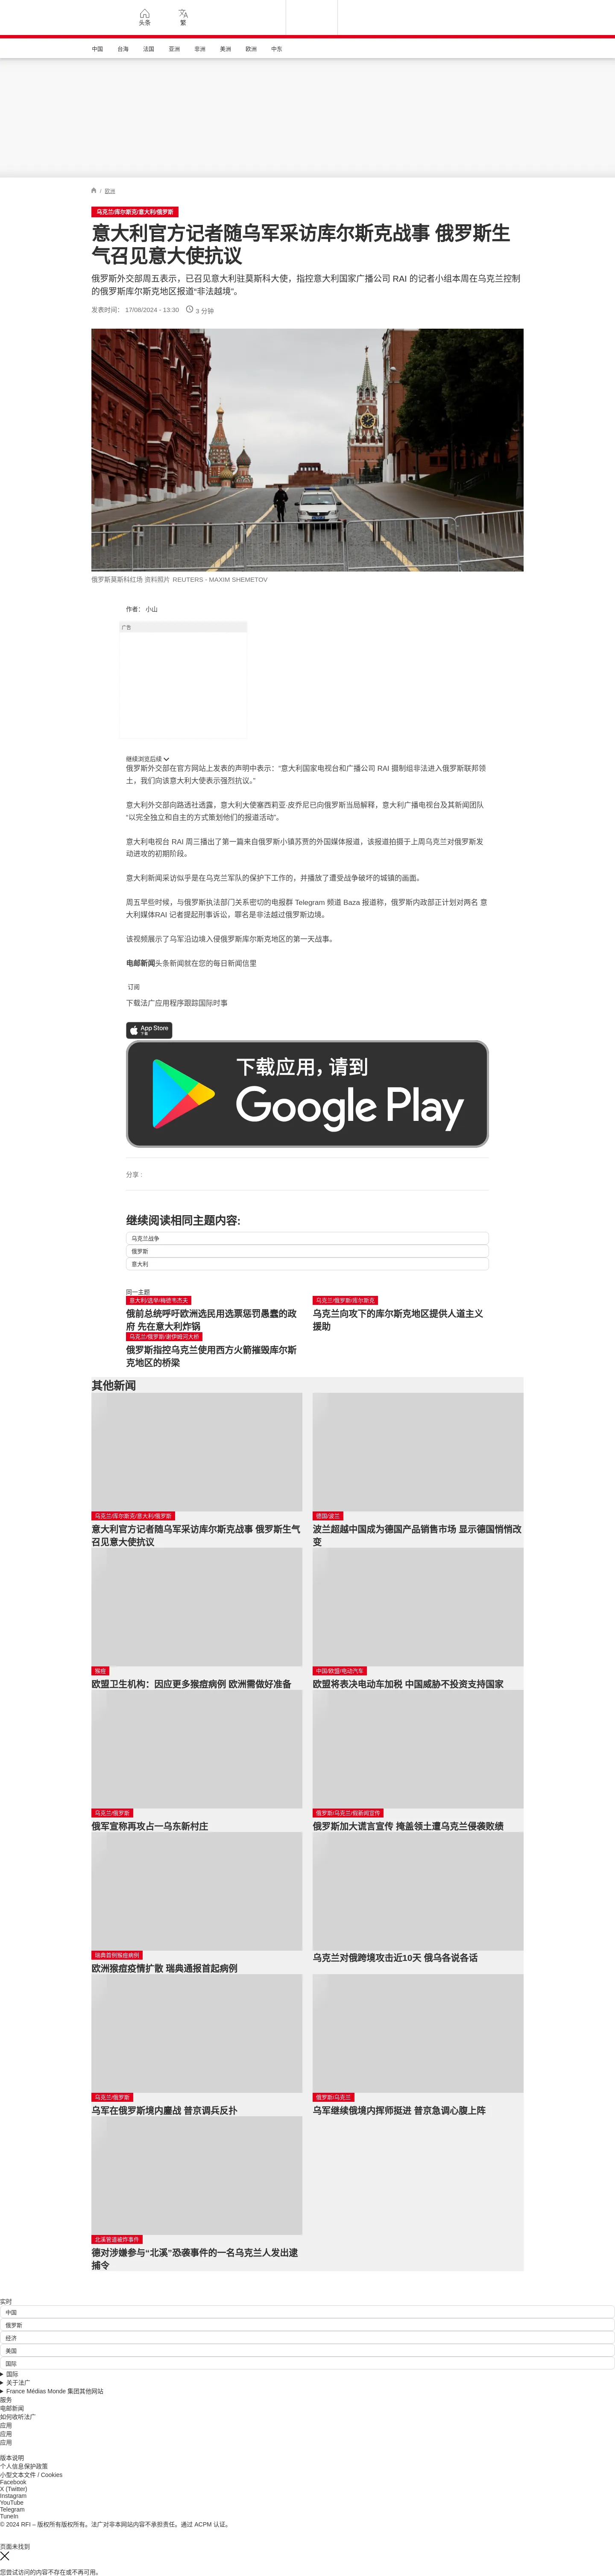 头条
繁
中国 台海 法国 亚洲 非洲 美洲 欧洲 中东
/ 欧洲
乌克兰/库尔斯克/意大利/俄罗斯
意大利官方记者随乌军采访库尔斯克战事 俄罗斯生
气召见意大使抗议
俄罗斯外交部周五表示，已召见意大利驻莫斯科大使，指控意大利国家广播公司 RAI 的记者小组本周在乌克兰控制
的俄罗斯库尔斯克地区报道“非法越境”。
发表时间： 17/08/2024 - 13:30 3 分钟
俄罗斯莫斯科红场 资料照片 REUTERS - MAXIM SHEMETOV
作者： 小山
广告
继续浏览后续
俄罗斯外交部在官方网站上发表的声明中表示：“意大利国家电视台和广播公司 RAI 摄制组非法进入俄罗斯联邦领
土，我们向该意大利大使表示强烈抗议。”
意大利外交部向路透社透露，意大利大使塞西莉亚·皮乔尼已向俄罗斯当局解释，意大利广播电视台及其新闻团队
“以完全独立和自主的方式策划他们的报道活动”。
意大利电视台 RAI 周三播出了第一篇来自俄罗斯小镇苏贾的外国媒体报道，该报道拍摄于上周乌克兰对俄罗斯发
动进攻的初期阶段。
意大利新闻采访似乎是在乌克兰军队的保护下工作的，并播放了遭受战争破坏的城镇的画面。
周五早些时候，与俄罗斯执法部门关系密切的电报群 Telegram 频道 Baza 报道称，俄罗斯内政部正计划对两名 意
大利媒体RAI 记者提起刑事诉讼，罪名是非法越过俄罗斯边境。
该视频展示了乌军沿边境入侵俄罗斯库尔斯克地区的第一天战事。
电邮新闻头条新闻就在您的每日新闻信里
订阅
下载法广应用程序跟踪国际时事
App Store
下载
下载应用，请到
Google Play
分享 :
继续阅读相同主题内容:
乌克兰战争
俄罗斯
意大利
同一主题
意大利/选举/梅德韦杰夫
俄前总统呼吁欧洲选民用选票惩罚愚蠢的政
府 先在意大利炸锅
乌克兰/俄罗斯/库尔斯克
乌克兰向攻下的库尔斯克地区提供人道主义
援助
乌克兰/俄罗斯/谢伊姆河大桥
俄罗斯指控乌克兰使用西方火箭摧毁库尔斯
克地区的桥梁
其他新闻
乌克兰/库尔斯克/意大利/俄罗斯
意大利官方记者随乌军采访库尔斯克战事 俄罗斯生气
召见意大使抗议
德国/波兰
波兰超越中国成为德国产品销售市场 显示德国悄悄改
变
猴痘
欧盟卫生机构：因应更多猴痘病例 欧洲需做好准备
中国/欧盟/电动汽车
欧盟将表决电动车加税 中国威胁不投资支持国家
乌克兰/俄罗斯
俄军宣称再攻占一乌东新村庄
俄罗斯/乌克兰/假新闻宣传
俄罗斯加大谎言宣传 掩盖领土遭乌克兰侵袭败绩
瑞典首例猴痘病例
欧洲猴痘疫情扩散 瑞典通报首起病例
乌克兰对俄跨境攻击近10天 俄乌各说各话
乌克兰/俄罗斯
乌军在俄罗斯境内鏖战 普京调兵反扑
俄罗斯/乌克兰
乌军继续俄境内挥师挺进 普京急调心腹上阵
北溪管道被炸事件
德对涉嫌参与“北溪”恐袭事件的一名乌克兰人发出逮
捕令
实时
中国
俄罗斯
经济
美国
国际
国际
关于法广
France Médias Monde 集团其他网站
服务
电邮新闻
如何收听法广
应用
应用
应用
版本说明
个人信息保护政策
小型文本文件 / Cookies
Facebook
X (Twitter)
Instagram
YouTube
Telegram
TuneIn
© 2024 RFI – 版权所有版权所有。法广对非本网站内容不承担责任。通过 ACPM 认证。
页面未找到
您尝试访问的内容不存在或不再可用。